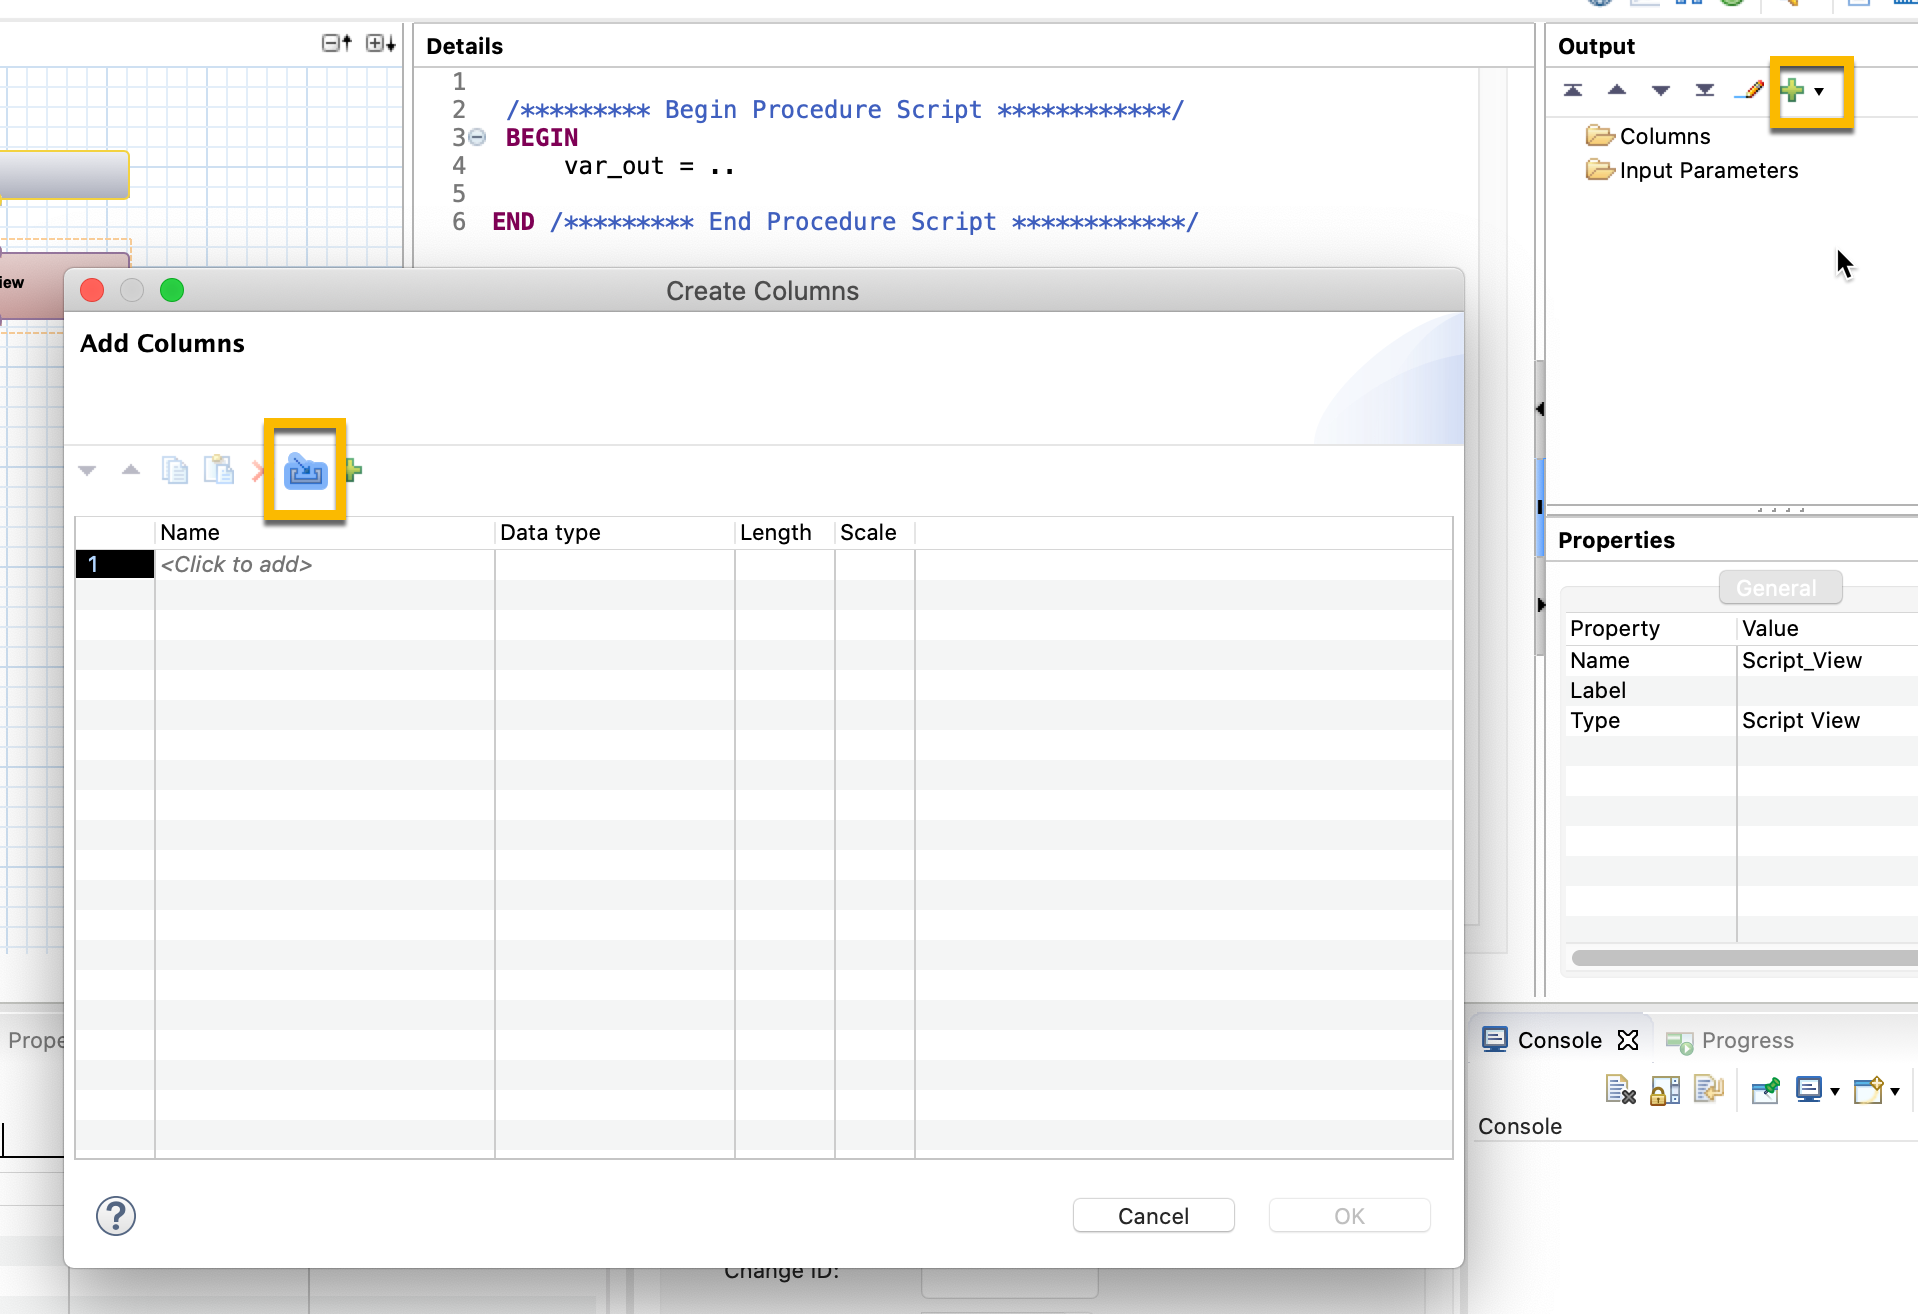 Details
1
2 /********* Begin Procedure Script ************/
3 BEGIN
4 var_out = ..
5
6 END /********* End Procedure Script ************/
Output
Columns
Input Parameters
iew
Create Columns
Add Columns
Name Data type Length Scale
1 <Click to add>
Cancel OK
Properties
General
Property Value
Name Script_View
Label
Type Script View
Prope
Console Progress
Console
Change ID: